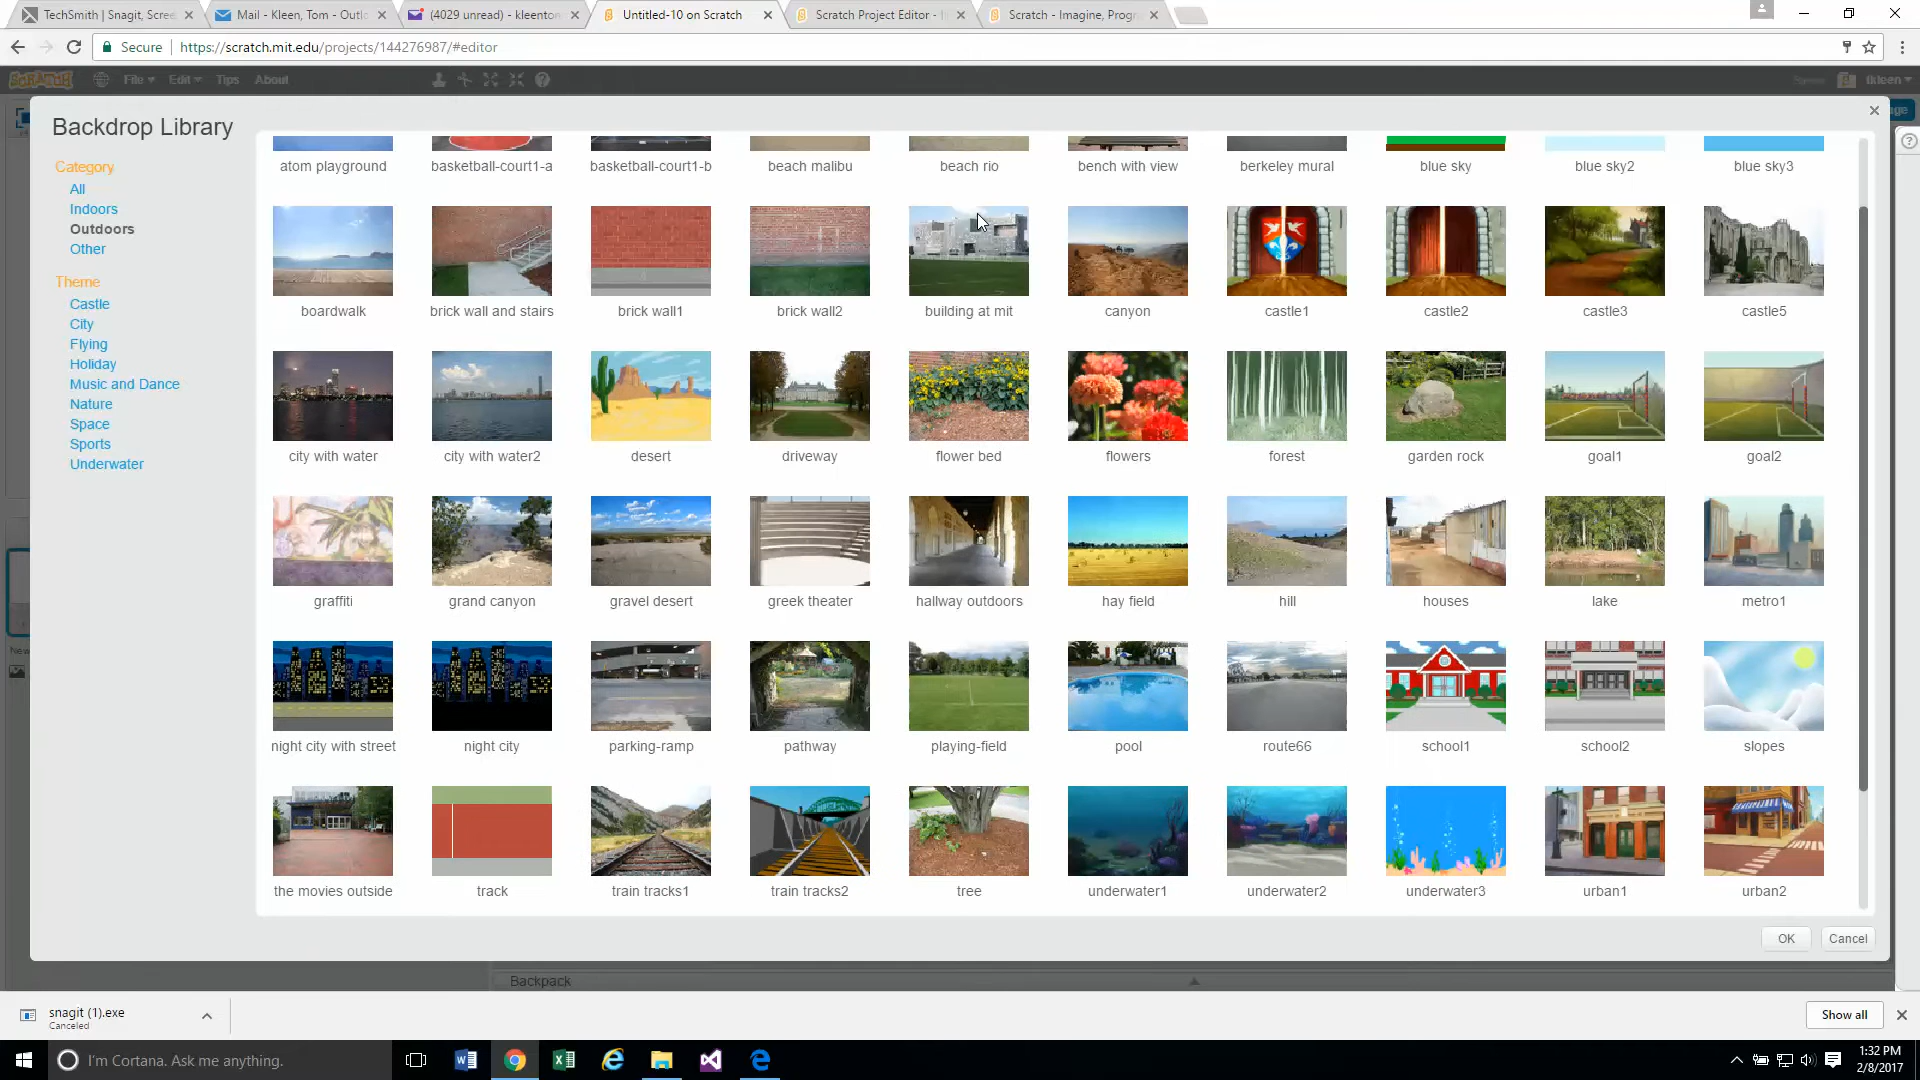 TechSmith | Snagit, Scree
Mail - Kleen, Tom - Outlo
(4029 unread) - kleenton
Untitled-10 on Scratch
Scratch Project Editor - I
Scratch - Imagine, Progr
Secure
https://scratch.mit.edu/projects/144276987/#editor
SCRATCH
File
Edit
Tips
About
tkleen
Backdrop Library
Category
All
Indoors
Outdoors
Other
Theme
Castle
City
Flying
Holiday
Music and Dance
Nature
Space
Sports
Underwater
atom playground
basketball-court1-a
basketball-court1-b
beach malibu
beach rio
bench with view
berkeley mural
blue sky
blue sky2
blue sky3
boardwalk
brick wall and stairs
brick wall1
brick wall2
building at mit
canyon
castle1
castle2
castle3
castle5
city with water
city with water2
desert
driveway
flower bed
flowers
forest
garden rock
goal1
goal2
graffiti
grand canyon
gravel desert
greek theater
hallway outdoors
hay field
hill
houses
lake
metro1
night city with street
night city
parking-ramp
pathway
playing-field
pool
route66
school1
school2
slopes
the movies outside
track
train tracks1
train tracks2
tree
underwater1
underwater2
underwater3
urban1
urban2
OK
Cancel
New
Backpack
snagit (1).exe
Canceled
Show all
I'm Cortana. Ask me anything.
1:32 PM
2/8/2017